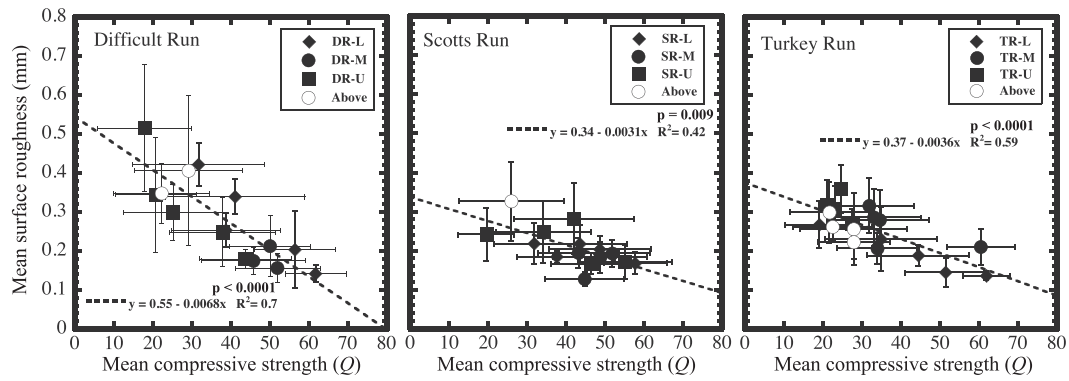 Mean surface roughness (mm)
0.8
0.7
0.6
0.5
0.4
0.3
0.2
0.1
0
Difficult Run
DR-L
DR-M
DR-U
Above
p <0.0001
y = 0.55 - 0.0068x R²= 0.7
0 10 20 30 40 50 60 70 80
Mean compressive strength (Q)
Scotts Run
SR-L
SR-M
SR-U
Above
p = 0.009
y = 0.34 - 0.0031x R²= 0.42
0 10 20 30 40 50 60 70 80
Mean compressive strength (Q)
Turkey Run
TR-L
TR-M
TR-U
Above
p < 0.0001
y = 0.37 - 0.0036x R²= 0.59
0 10 20 30 40 50 60 70 80
Mean compressive strength (Q)